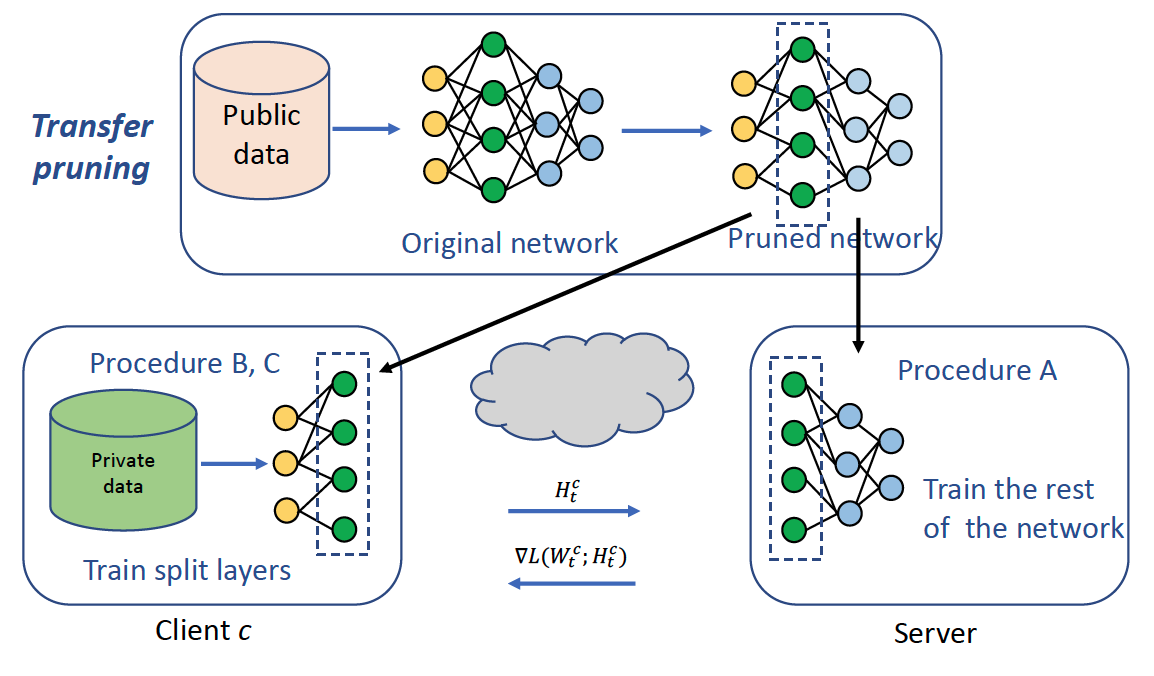 Transfer
pruning
Public
data
Original network
Pruned network
Procedure B, C
Private
data
Train split layers
Client c
$H_t^c$
$\nabla L(W_t^c; H_t^c)$
Procedure A
Train the rest
of the network
Server